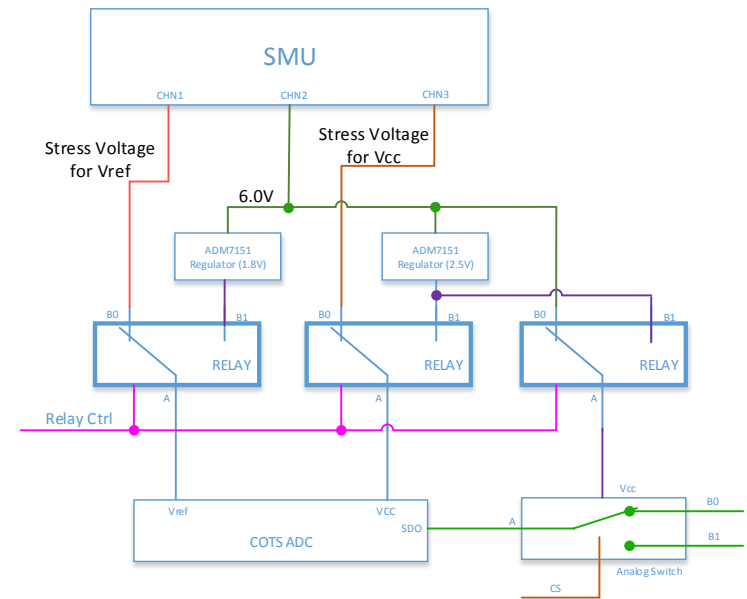 SMU
CHN1
CHN2
CHN3
Stress Voltage
for Vref
Stress Voltage
for Vcc
6.0V
ADM7151
Regulator (1.8V)
ADM7151
Regulator (2.5V)
B0
B1
B0
B1
B0
B1
RELAY
RELAY
RELAY
A
A
A
Relay Ctrl
Vref
VCC
SDO
COTS ADC
Vcc
A
B0
B1
Analog Switch
CS